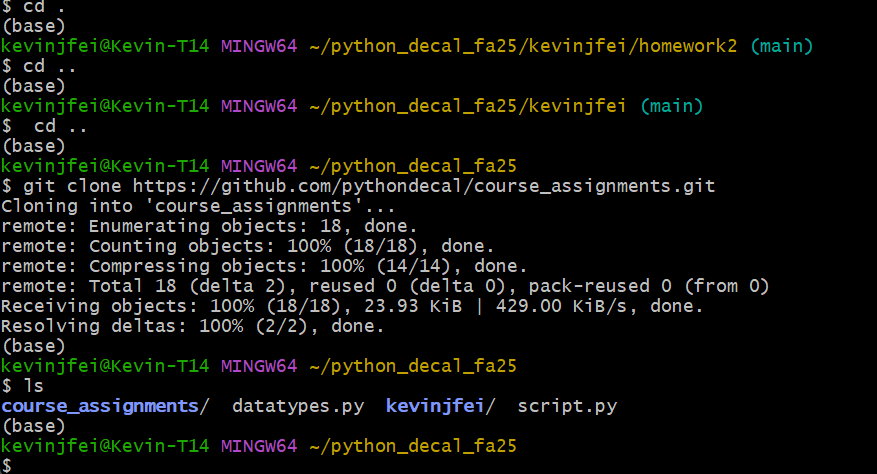 $ cd .
(base)
kevinjfei@Kevin-T14 MINGW64 ~/python_decal_fa25/kevinjfei/homework2 (main)
$ cd ..
(base)
kevinjfei@Kevin-T14 MINGW64 ~/python_decal_fa25/kevinjfei (main)
$  cd ..
(base)
kevinjfei@Kevin-T14 MINGW64 ~/python_decal_fa25
$ git clone https://github.com/pythondecal/course_assignments.git
Cloning into 'course_assignments'...
remote: Enumerating objects: 18, done.
remote: Counting objects: 100% (18/18), done.
remote: Compressing objects: 100% (14/14), done.
remote: Total 18 (delta 2), reused 0 (delta 0), pack-reused 0 (from 0)
Receiving objects: 100% (18/18), 23.93 KiB | 429.00 KiB/s, done.
Resolving deltas: 100% (2/2), done.
(base)
kevinjfei@Kevin-T14 MINGW64 ~/python_decal_fa25
$ ls
course_assignments/  datatypes.py  kevinjfei/  script.py
(base)
kevinjfei@Kevin-T14 MINGW64 ~/python_decal_fa25
$